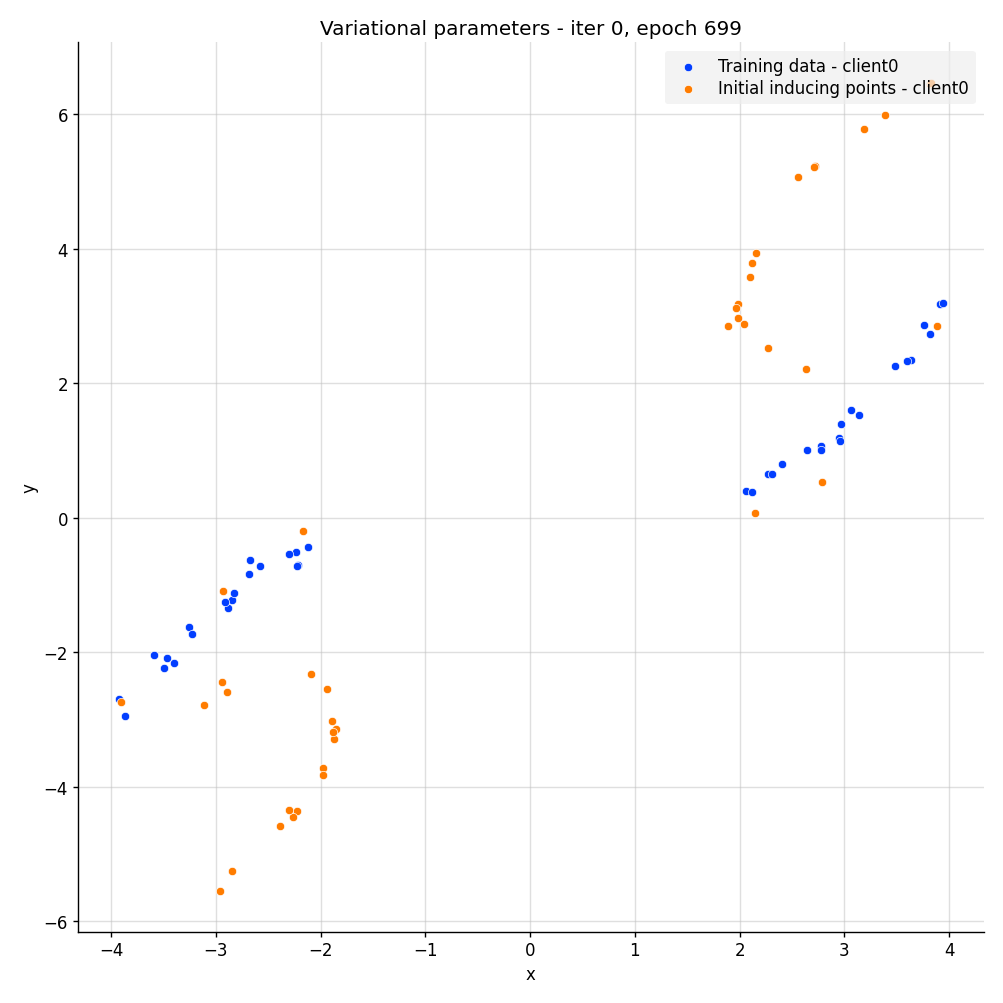 Variational parameters - iter 0, epoch 699
Training data - client0
Initial inducing points - client0
6
4
2
0
−2
−4
−6
y
−4 −3 −2 −1 0 1 2 3 4
x